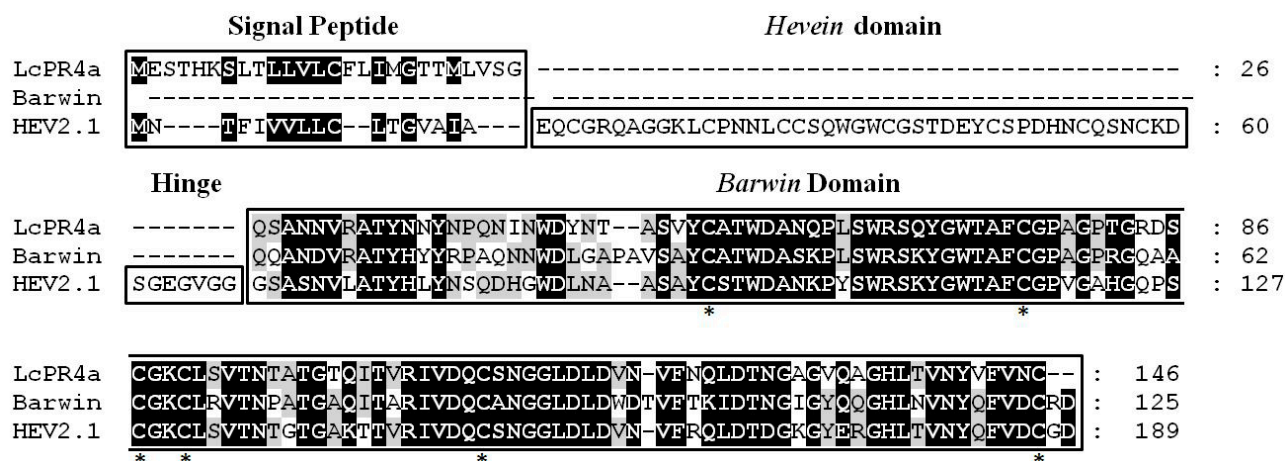 Signal Peptide Hevein domain
LcPR4a MESTHKSLTLLVLCFLIMGTTMLVSG ------------------------------------------- : 26
Barwin -------------------------- -------------------------------------------
HEV2.1 MN----TFIVVLLC--LTGVAIA--- EQCGRQAGGKLCPNNLCCSQWGWCGSTDEYCSPDHNCQSNCKD : 60
Hinge Barwin Domain
LcPR4a ------- QSANNVRATYNNYNPQNINWDYNT--ASVYCATWDANQPLSWRSQYGWTAFCGPAGPTGRDS : 86
Barwin ------- QQANDVRATYHYYRPAQNNWDLGAPAVSAYCATWDASKPLSWRSKYGWTAFCGPAGPRGQAA : 62
HEV2.1 SGEGVGG GSASNVLATYHLYNSQDHGWDLNA--ASAYCSTWDANKPYSWRSKYGWTAFCGPVGAHGQPS : 127
* *
LcPR4a CGKCLSVTNTATGTQITVRIVDQCSNGGLDLDVN-VFNQLDTNGAGVQAGHLTVNYVFVNC-- : 146
Barwin CGKCLRVTNPATGAQITARIVDQCANGGLDLDWDTVFTKIDTNGIGYQQGHLNVNYQFVDCRD : 125
HEV2.1 CGKCLSVTNTGTGAKTTVRIVDQCSNGGLDLDVN-VFRQLDTDGKGYERGHLTVNYQFVDCGD : 189
* * * *